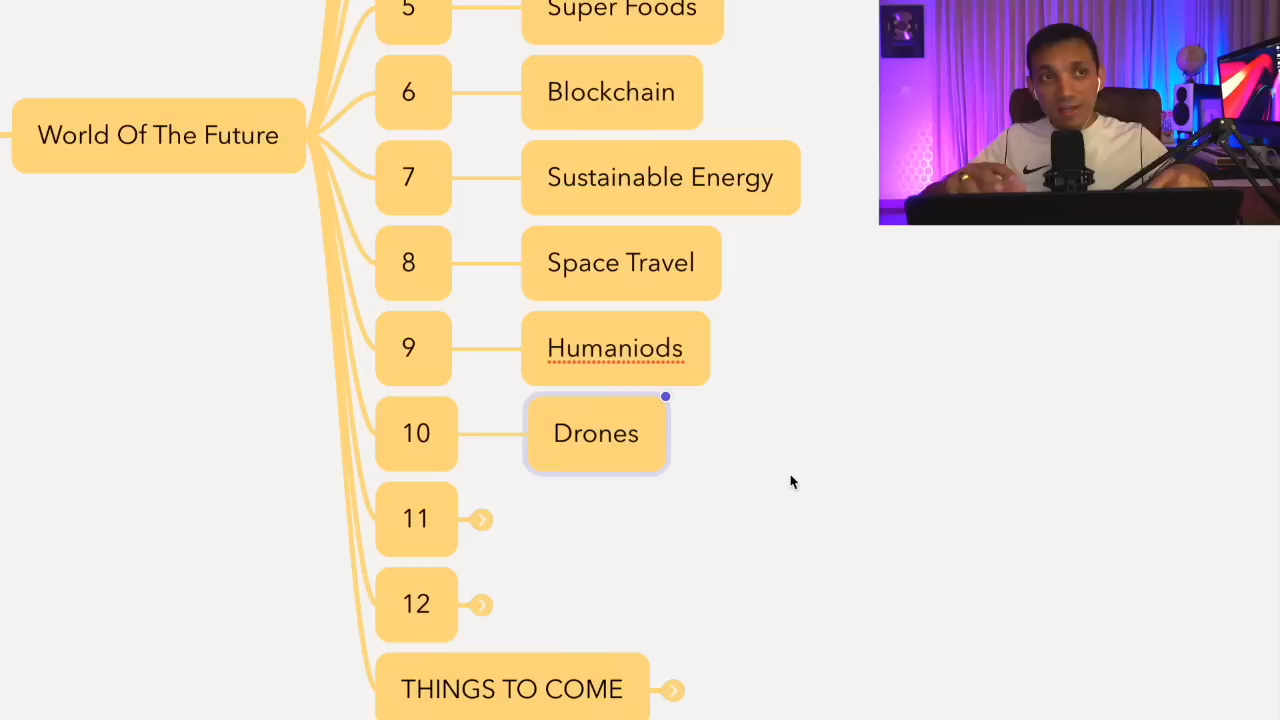 5
Super Foods
6
Blockchain
World Of The Future
7
Sustainable Energy
8
Space Travel
9
Humaniods
10
Drones
11
12
THINGS TO COME